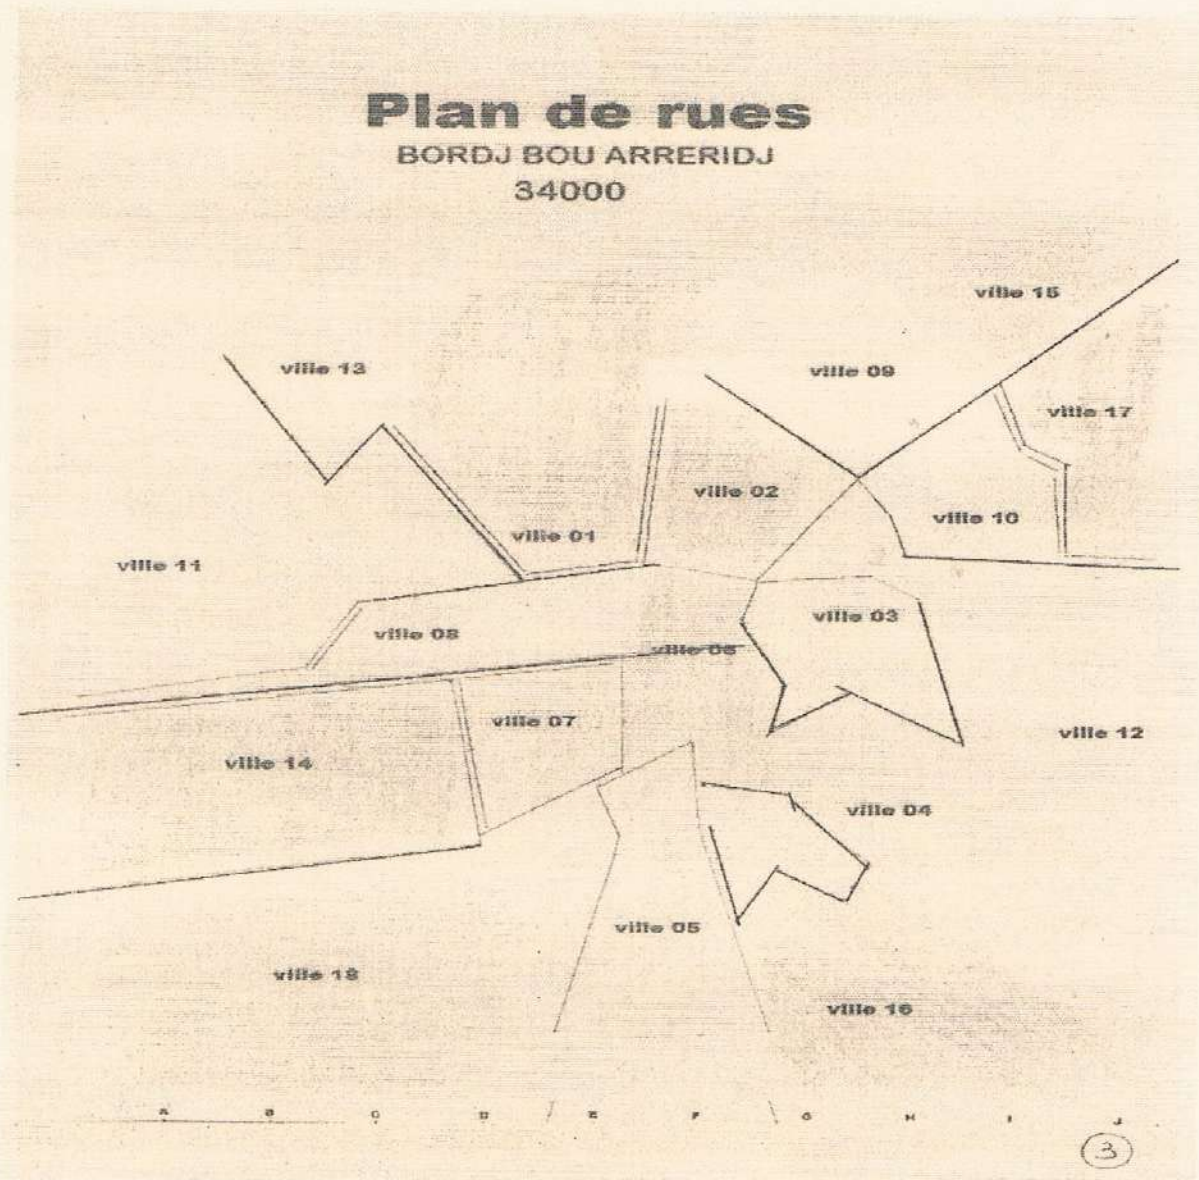 Plan de rues
BORDJ BOU ARRERIDJ
34000
ville 15
ville 13
ville 09
ville 17
ville 02
ville 10
ville 01
ville 11
ville 03
ville 08
ville 06
ville 07
ville 12
ville 14
ville 04
ville 05
ville 18
ville 16
A B C D E F G H I J
3